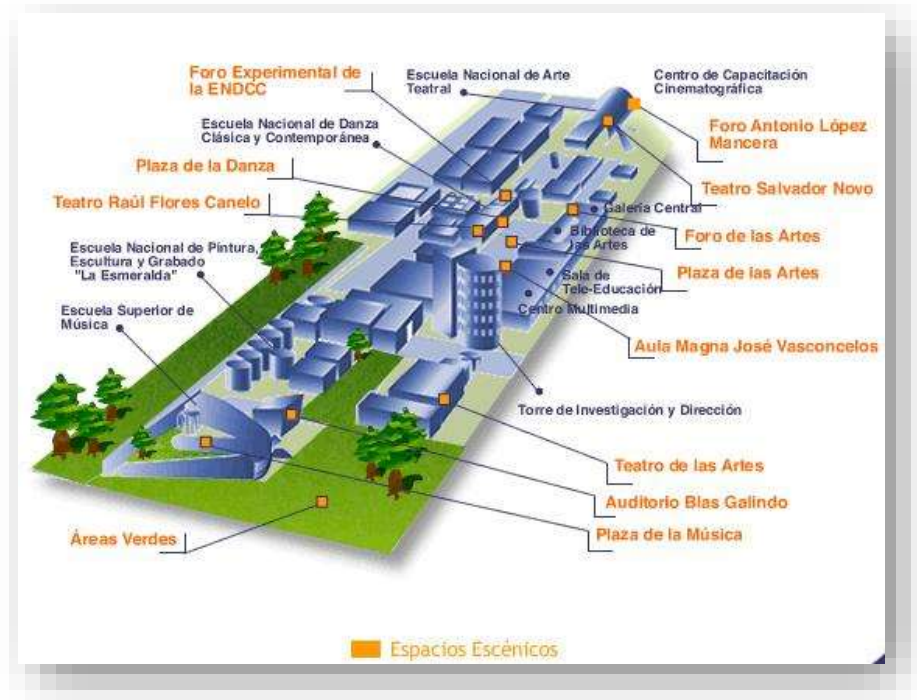 Foro Experimental de
la ENDCC
Escuela Nacional de Arte
Teatral
Centro de Capacitación
Cinematográfica
Foro Antonio López
Mancera
Escuela Nacional de Danza
Clásica y Contemporánea
Plaza de la Danza
Teatro Salvador Novo
Teatro Raúl Flores Canelo
Galería Central
Foro de las Artes
Biblioteca de
las Artes
Escuela Nacional de Pintura,
Escultura y Grabado
"La Esmeralda"
Plaza de las Artes
Sala de
Tele-Educación
Centro Multimedia
Escuela Superior de
Música
Aula Magna José Vasconcelos
Torre de Investigación y Dirección
Teatro de las Artes
Auditorio Blas Galindo
Plaza de la Música
Áreas Verdes
Espacios Escénicos